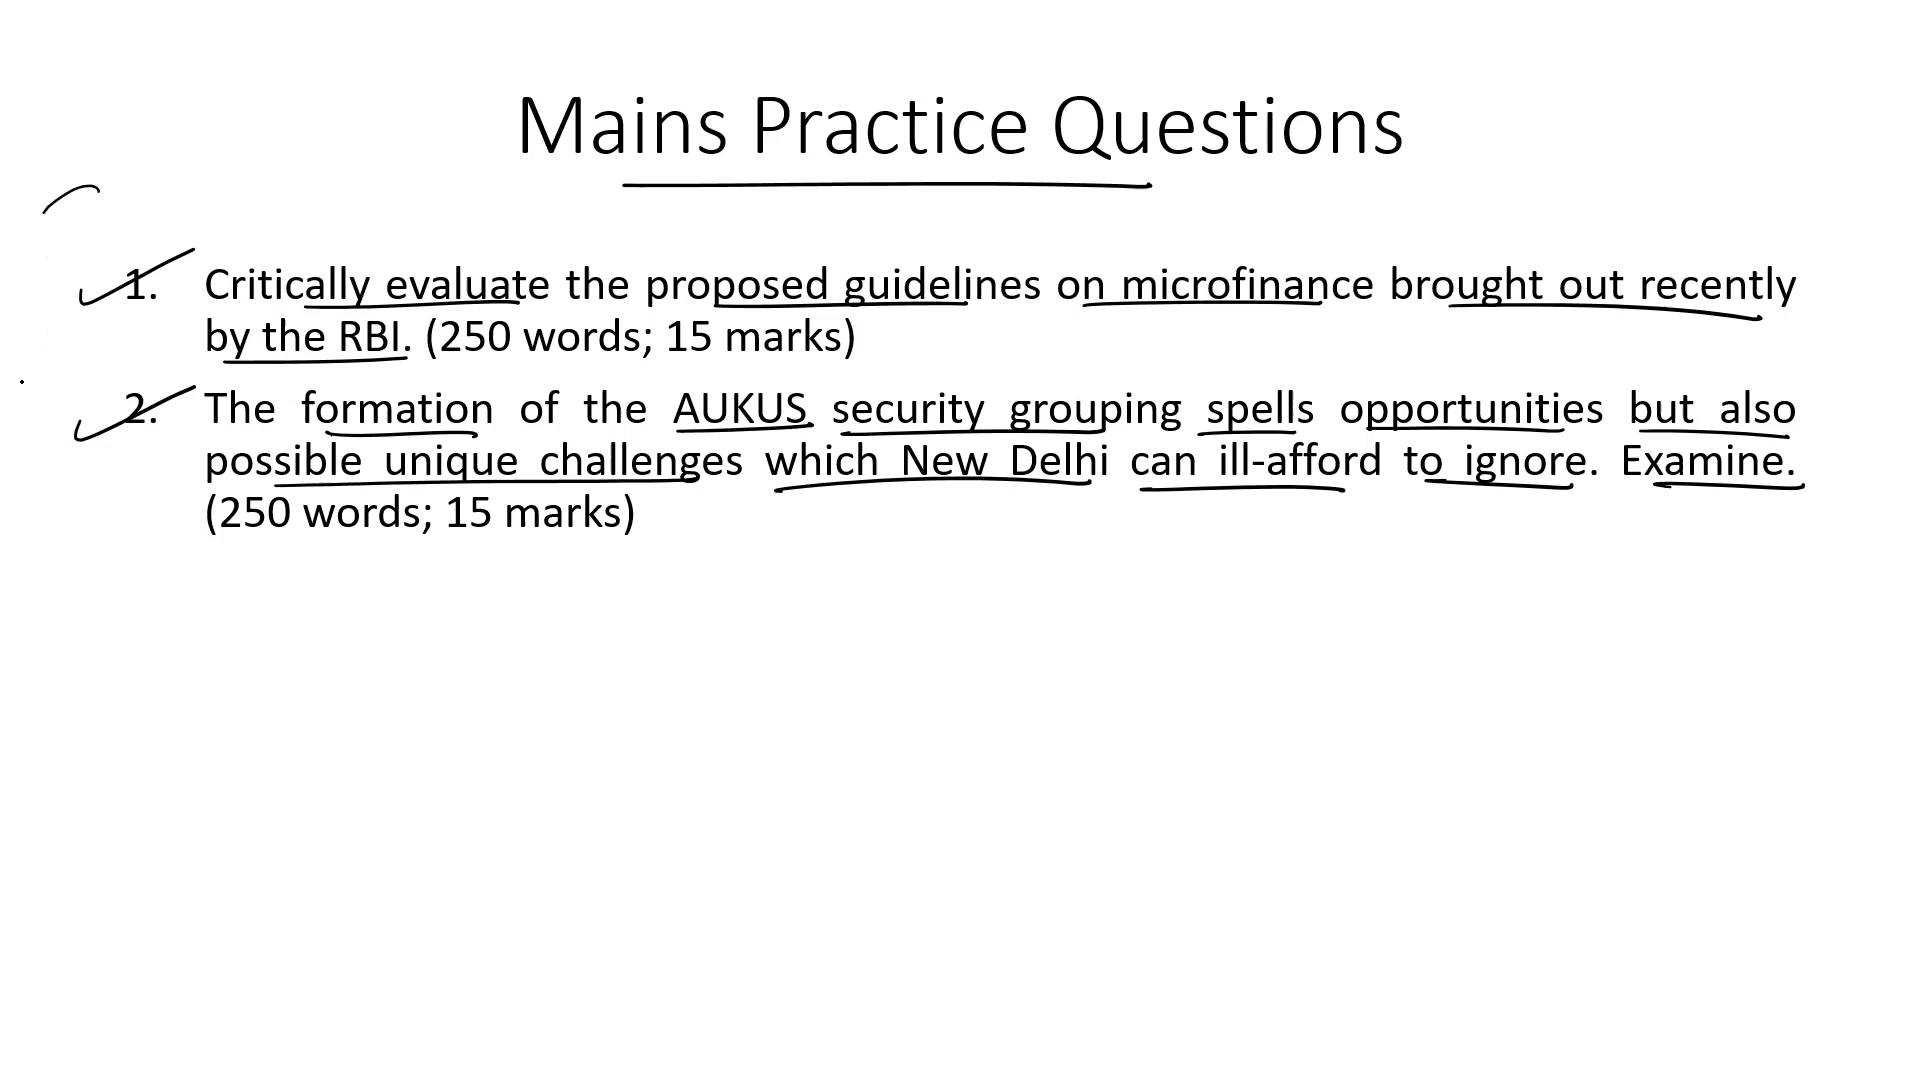 Mains Practice Questions
1. Critically evaluate the proposed guidelines on microfinance brought out recently
by the RBI. (250 words; 15 marks)
2. The formation of the AUKUS security grouping spells opportunities but also
possible unique challenges which New Delhi can ill-afford to ignore. Examine.
(250 words; 15 marks)